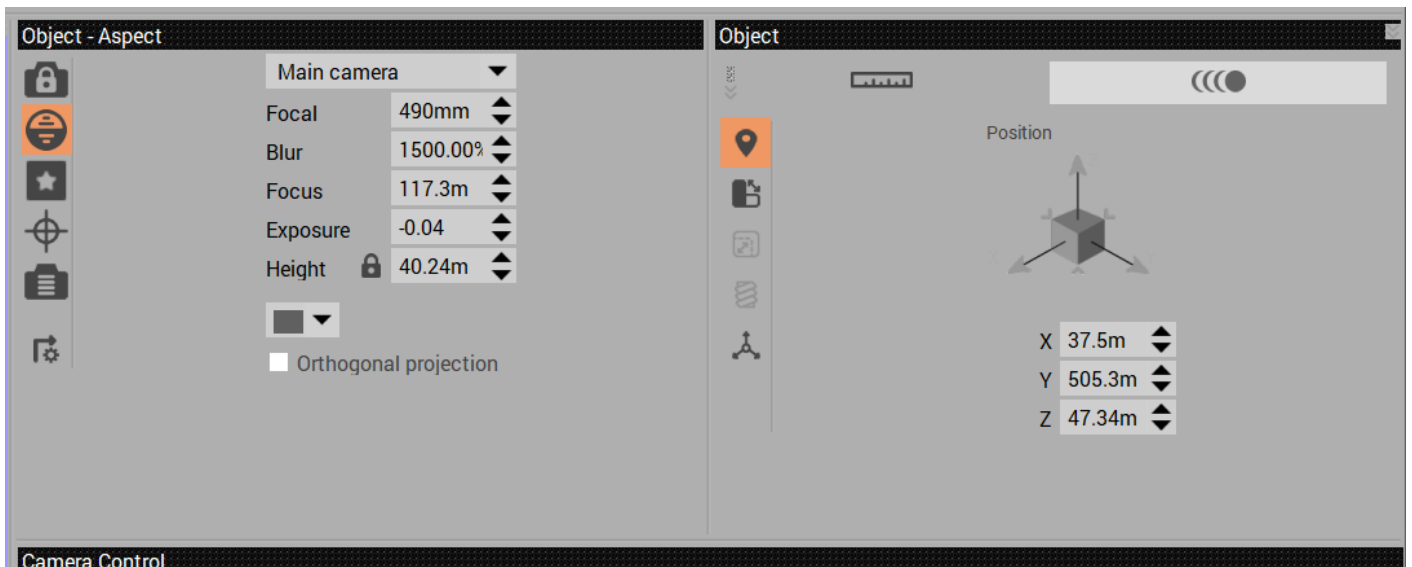 Object - Aspect
Main camera
Focal 490mm
Blur 1500.00%
Focus 117.3m
Exposure -0.04
Height 40.24m
Orthogonal projection
Object
Position
Z
X Y
X 37.5m
Y 505.3m
Z 47.34m
Camera Control